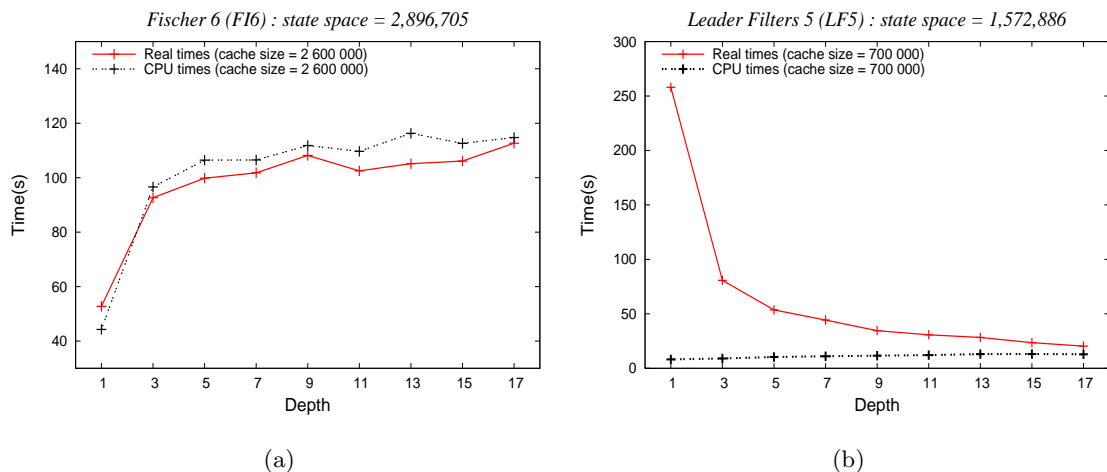 Fischer 6 (FI6) : state space = 2,896,705
Real times (cache size = 2 600 000)
CPU times (cache size = 2 600 000)
140
120
100
80
60
40
Time(s)
1 3 5 7 9 11 13 15 17
Depth
(a)
Leader Filters 5 (LF5) : state space = 1,572,886
Real times (cache size = 700 000)
CPU times (cache size = 700 000)
300
250
200
150
100
50
0
Time(s)
1 3 5 7 9 11 13 15 17
Depth
(b)